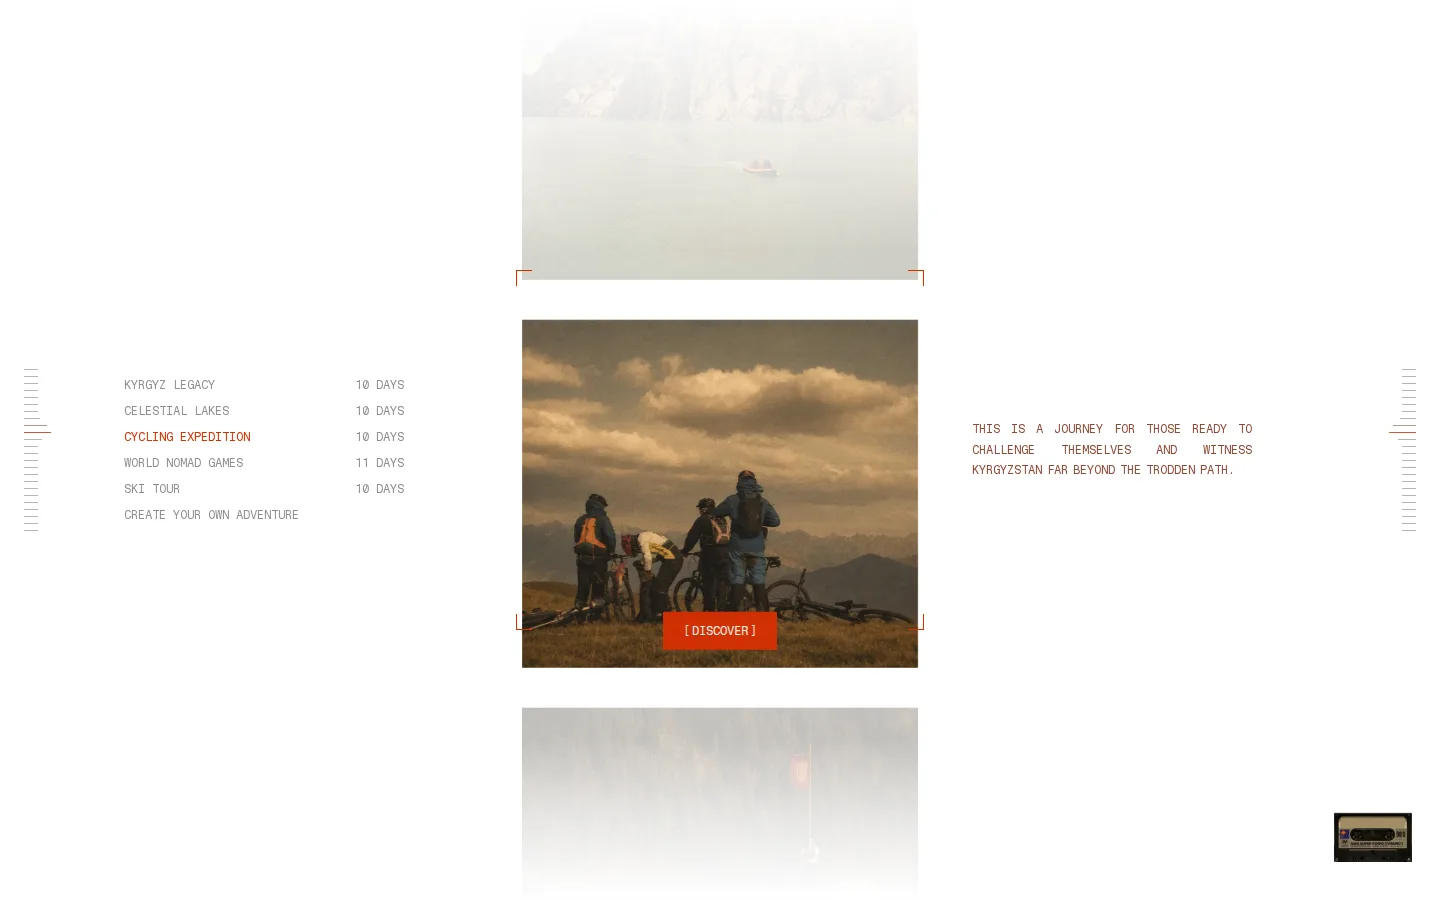 KYRGYZ LEGACY 10 DAYS
CELESTIAL LAKES 10 DAYS
CYCLING EXPEDITION 10 DAYS
WORLD NOMAD GAMES 11 DAYS
SKI TOUR 10 DAYS
CREATE YOUR OWN ADVENTURE
THIS IS A JOURNEY FOR THOSE READY TO
CHALLENGE THEMSELVES AND WITNESS
KYRGYZSTAN FAR BEYOND THE TRODDEN PATH.
[DISCOVER]